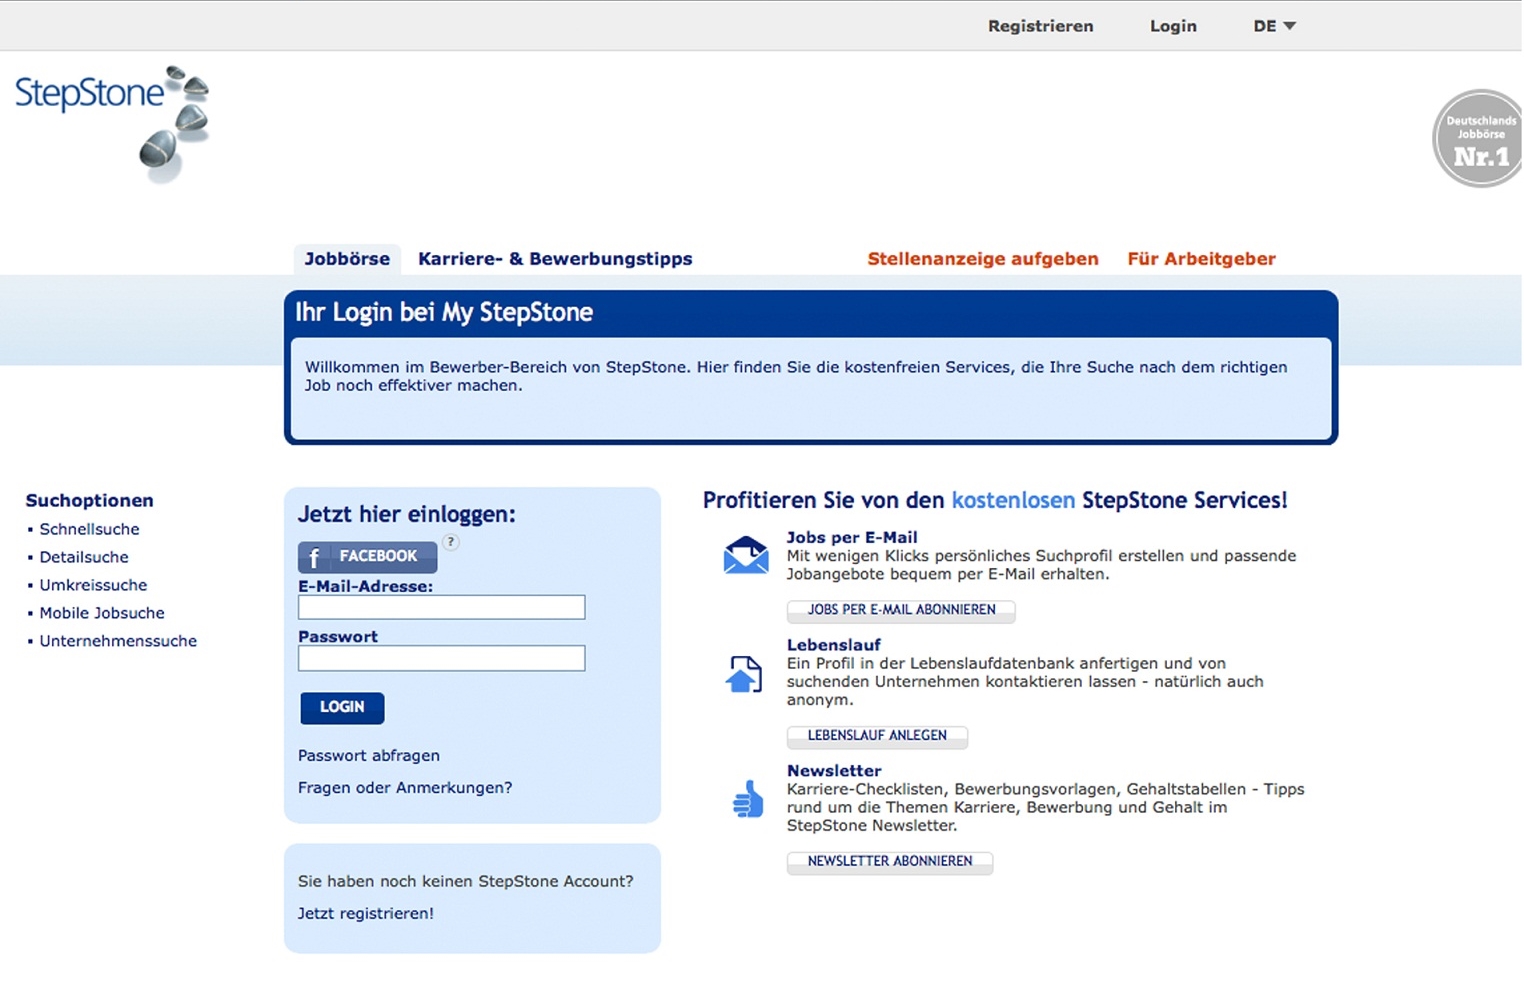 Registrieren Login DE
StepStone
Deutschlands
Jobbörse
Nr.1
Jobbörse Karriere- & Bewerbungstipps Stellenanzeige aufgeben Für Arbeitgeber
Ihr Login bei My StepStone
Willkommen im Bewerber-Bereich von StepStone. Hier finden Sie die kostenfreien Services, die Ihre Suche nach dem richtigen
Job noch effektiver machen.
Suchoptionen
▪ Schnellsuche
▪ Detailsuche
▪ Umkreissuche
▪ Mobile Jobsuche
▪ Unternehmenssuche
Jetzt hier einloggen:
f FACEBOOK ?
E-Mail-Adresse:
Passwort
LOGIN
Passwort abfragen
Fragen oder Anmerkungen?
Sie haben noch keinen StepStone Account?
Jetzt registrieren!
Profitieren Sie von den kostenlosen StepStone Services!
Jobs per E-Mail
Mit wenigen Klicks persönliches Suchprofil erstellen und passende
Jobangebote bequem per E-Mail erhalten.
JOBS PER E-MAIL ABONNIEREN
Lebenslauf
Ein Profil in der Lebenslaufdatenbank anfertigen und von
suchenden Unternehmen kontaktieren lassen - natürlich auch
anonym.
LEBENSLAUF ANLEGEN
Newsletter
Karriere-Checklisten, Bewerbungsvorlagen, Gehaltstabellen - Tipps
rund um die Themen Karriere, Bewerbung und Gehalt im
StepStone Newsletter.
NEWSLETTER ABONNIEREN